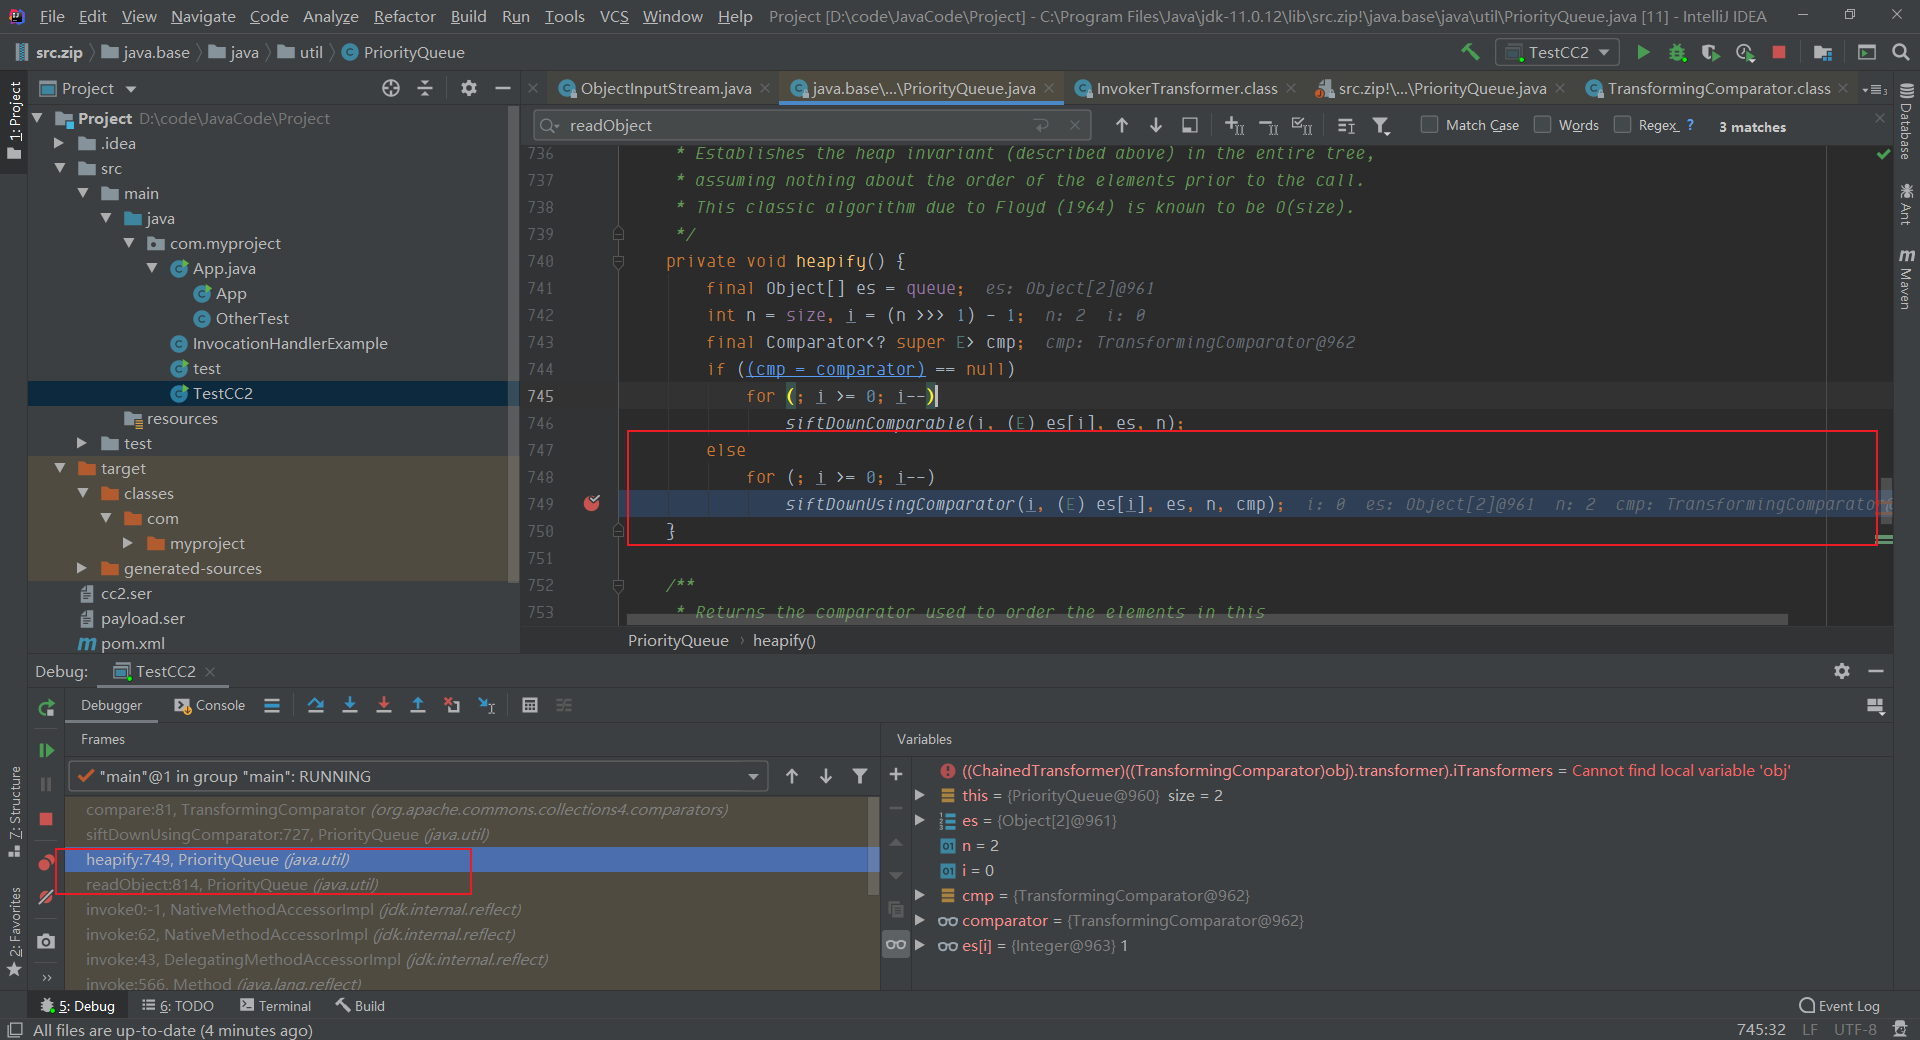 File Edit View Navigate Code Analyze Refactor Build Run Tools VCS Window Help Project [D:\code\JavaCode\Project] - C:\Program Files\Java\jdk-11.0.12\lib\src.zip!\java.base\java\util\PriorityQueue.java [11] - IntelliJ IDEA
src.zip java.base java util PriorityQueue TestCC2
Project ObjectInputStream.java java.base\...\PriorityQueue.java InvokerTransformer.class src.zip!\...\PriorityQueue.java TransformingComparator.class
readObject Match Case Words Regex ? 3 matches
1: Project
Z: Structure
2: Favorites
Database
Ant
Maven
Project D:\code\JavaCode\Project
.idea
src
main
java
com.myproject
App.java
App
OtherTest
InvocationHandlerExample
test
TestCC2
resources
test
target
classes
com
myproject
generated-sources
cc2.ser
payload.ser
pom.xml
736 * Establishes the heap invariant (described above) in the entire tree,
737 * assuming nothing about the order of the elements prior to the call.
738 * This classic algorithm due to Floyd (1964) is known to be O(size).
739 */
740 private void heapify() {
741 final Object[] es = queue; es: Object[2]@961
742 int n = size, i = (n >>> 1) - 1; n: 2 i: 0
743 final Comparator<? super E> cmp; cmp: TransformingComparator@962
744 if ((cmp = comparator) == null)
745 for (; i >= 0; i--)
746 siftDownComparable(i, (E) es[i], es, n);
747 else
748 for (; i >= 0; i--)
749 siftDownUsingComparator(i, (E) es[i], es, n, cmp); i: 0 es: Object[2]@961 n: 2 cmp: TransformingComparator@
750 }
751
752 /**
753 * Returns the comparator used to order the elements in this
PriorityQueue heapify()
Debug: TestCC2
Debugger Console
Frames
"main"@1 in group "main": RUNNING
compare:81, TransformingComparator (org.apache.commons.collections4.comparators)
siftDownUsingComparator:727, PriorityQueue (java.util)
heapify:749, PriorityQueue (java.util)
readObject:814, PriorityQueue (java.util)
invoke0:-1, NativeMethodAccessorImpl (jdk.internal.reflect)
invoke:62, NativeMethodAccessorImpl (jdk.internal.reflect)
invoke:43, DelegatingMethodAccessorImpl (jdk.internal.reflect)
invoke:566, Method (java.lang.reflect)
Variables
((ChainedTransformer)((TransformingComparator)obj).transformer).iTransformers = Cannot find local variable 'obj'
this = {PriorityQueue@960} size = 2
es = {Object[2]@961}
n = 2
i = 0
cmp = {TransformingComparator@962}
comparator = {TransformingComparator@962}
es[i] = {Integer@963} 1
5: Debug 6: TODO Terminal Build Event Log
All files are up-to-date (4 minutes ago) 745:32 LF UTF-8